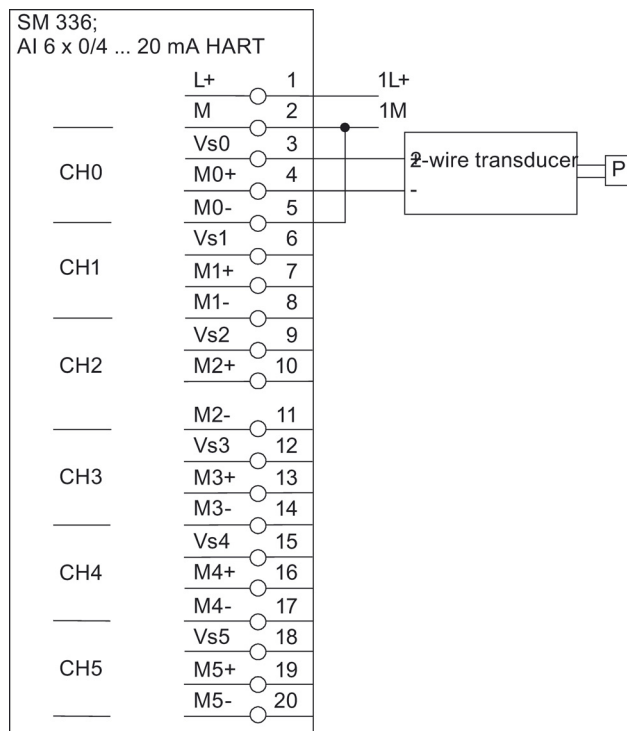 SM 336;
AI 6 x 0/4 ... 20 mA HART
L+ 1 1L+
M 2 1M
Vs0 3
CH0 M0+ 4
+ 2-wire transducer P
-
M0- 5
Vs1 6
CH1 M1+ 7
M1- 8
Vs2 9
CH2 M2+ 10
M2- 11
Vs3 12
CH3 M3+ 13
M3- 14
Vs4 15
CH4 M4+ 16
M4- 17
Vs5 18
CH5 M5+ 19
M5- 20